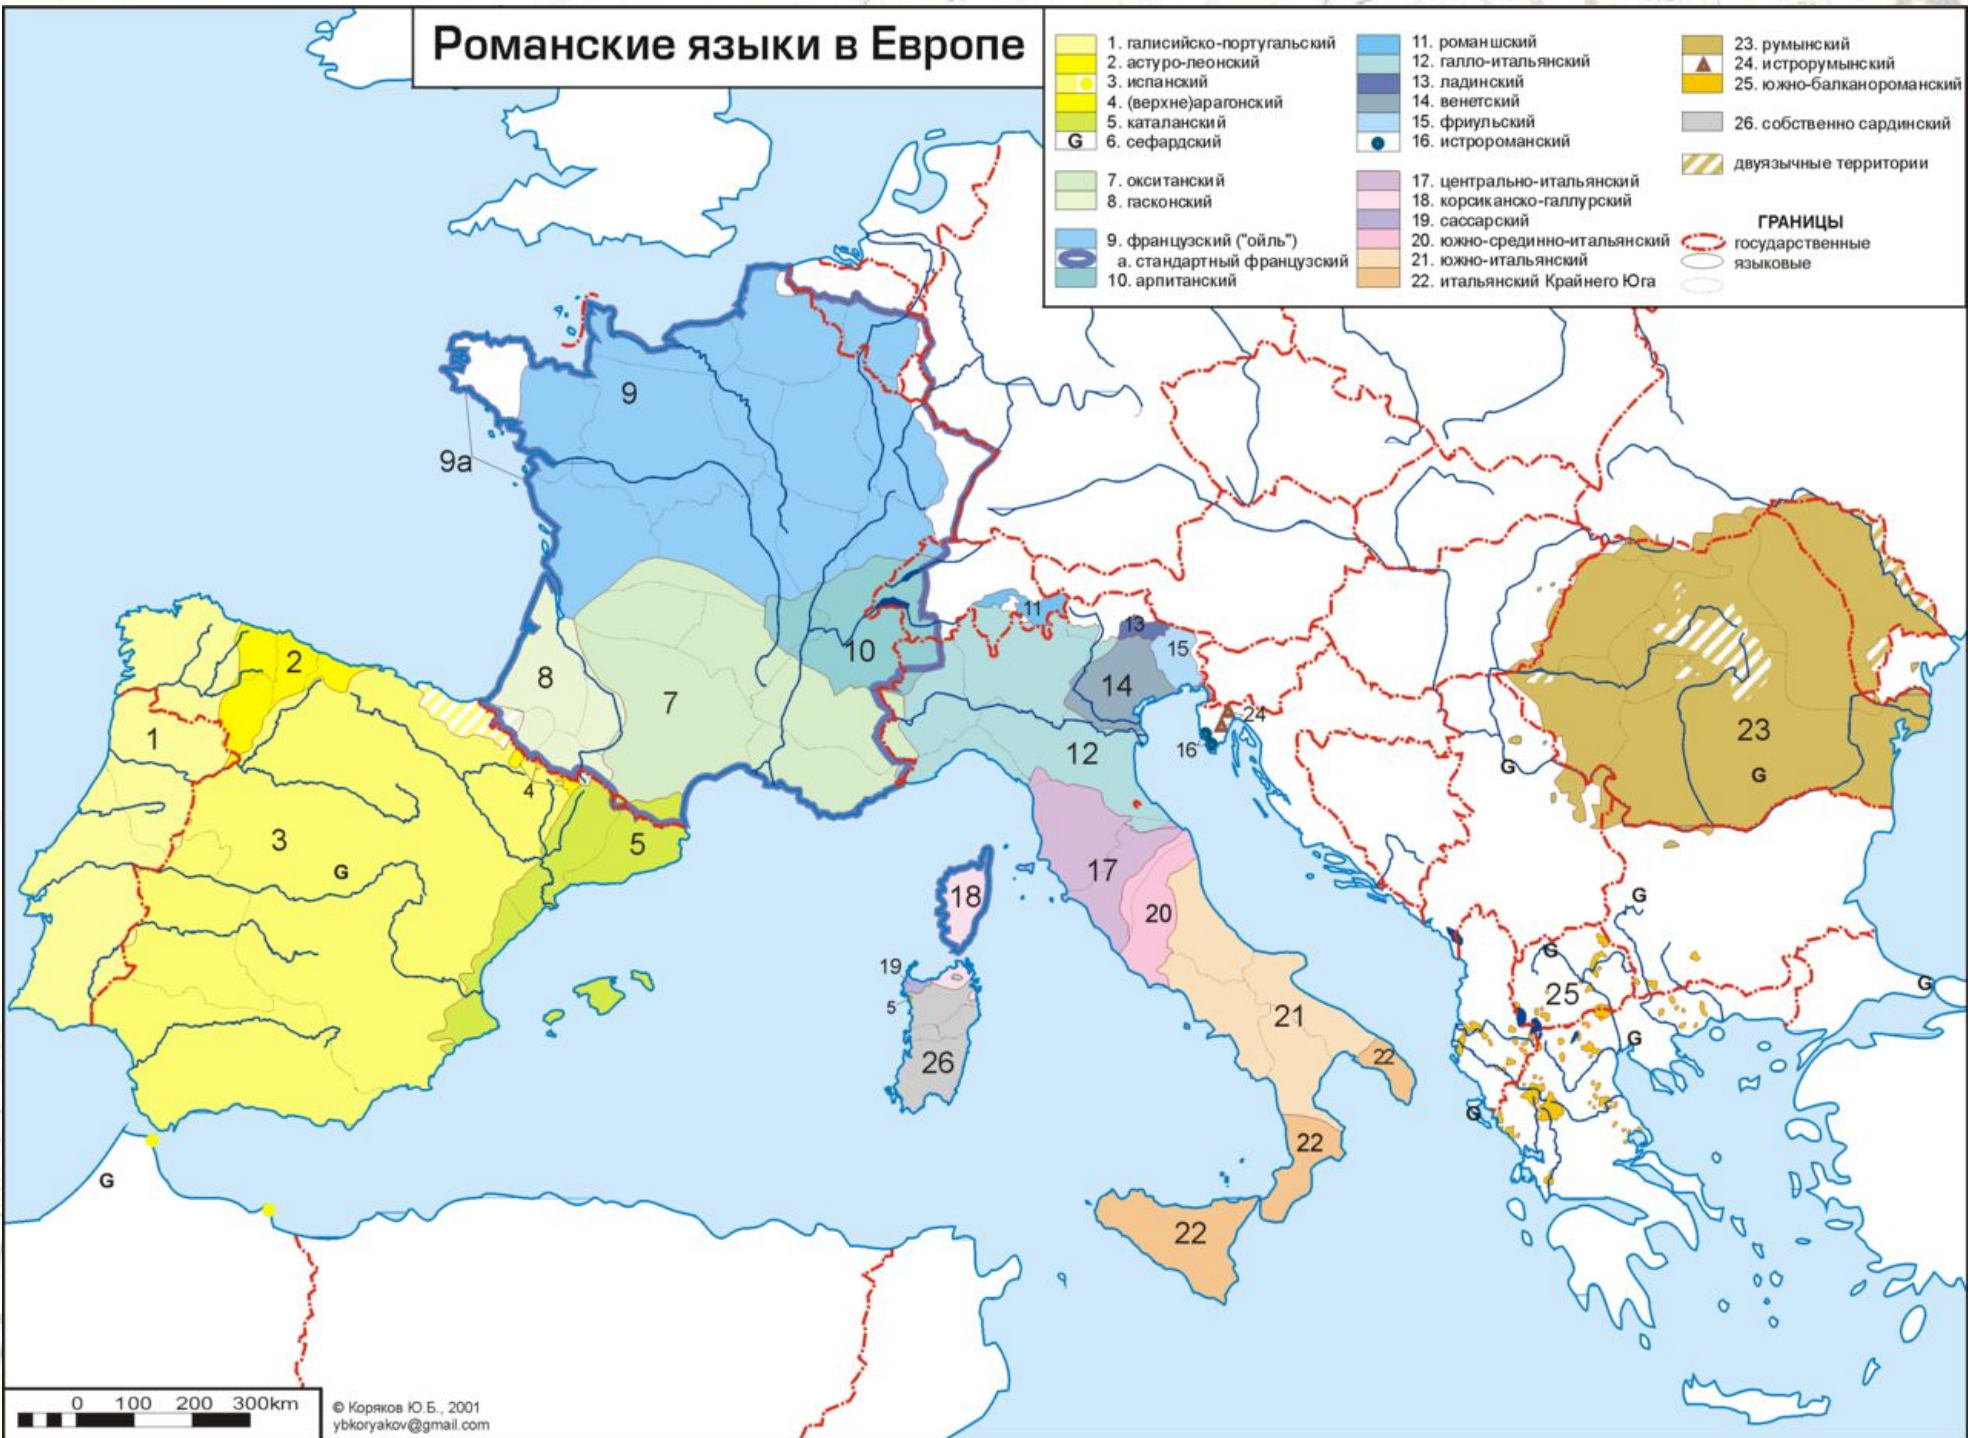 Романские языки в Европе
1. галисийско-португальский
2. астуро-леонский
3. испанский
4. (верхне)арагонский
5. каталанский
G 6. сефардский
7. окситанский
8. гасконский
9. французский ("ойль")
а. стандартный французский
10. арпитанский
11. романшский
12. галло-итальянский
13. ладинский
14. венетский
15. фриульский
16. истророманский
17. центрально-итальянский
18. корсиканско-галлурский
19. сассарский
20. южно-срединно-итальянский
21. южно-итальянский
22. итальянский Крайнего Юга
23. румынский
24. истрорумынский
25. южно-балканороманский
26. собственно сардинский
двуязычные территории
ГРАНИЦЫ
государственные
языковые
9
9а
11
13
15
10
2
8
7
14
24
16
1
12
23
G
G
4
3
5
G
17
18
20
G
19
G
5
25
G
21
G
26
22
G
22
G
22
0 100 200 300km
© Коряков Ю.Б., 2001
ybkoryakov@gmail.com